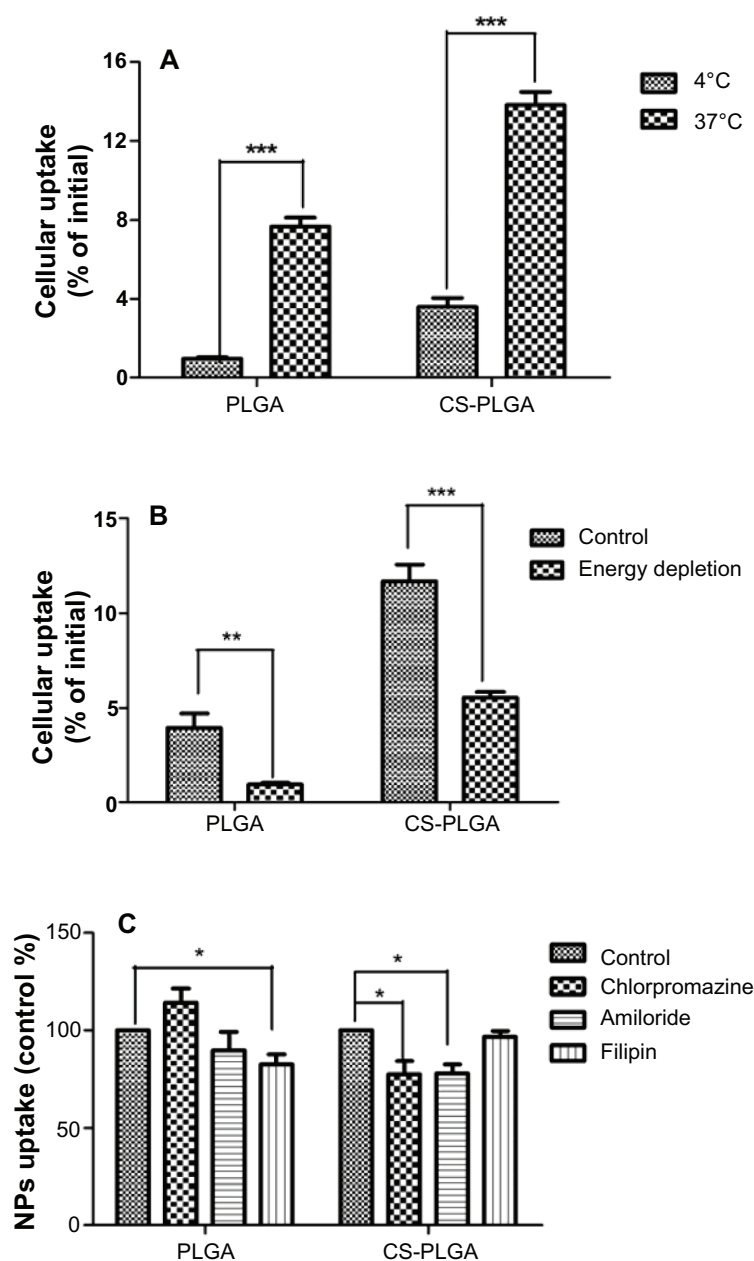 A
***
***
16
12
8
4
0
Cellular uptake
(% of initial)
PLGA
CS-PLGA
4°C
37°C
B
**
***
15
10
5
0
Cellular uptake
(% of initial)
PLGA
CS-PLGA
Control
Energy depletion
C
*
*
*
150
100
50
0
NPs uptake (control %)
PLGA
CS-PLGA
Control
Chlorpromazine
Amiloride
Filipin